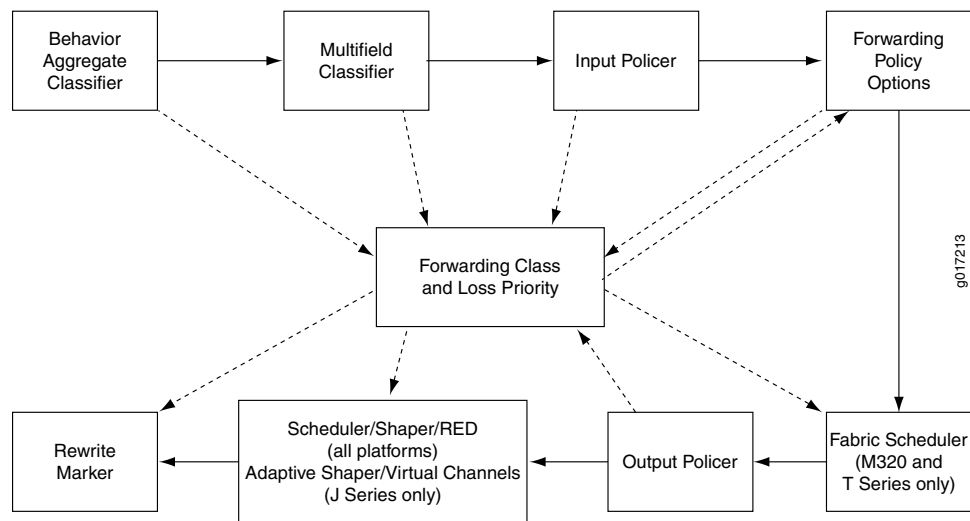 Behavior
Aggregate
Classifier
Multifield
Classifier
Input Policer
Forwarding
Policy
Options
Forwarding Class
and Loss Priority
g017213
Rewrite
Marker
Scheduler/Shaper/RED
(all platforms)
Adaptive Shaper/Virtual Channels
(J Series only)
Output Policer
Fabric Scheduler
(M320 and
T Series only)